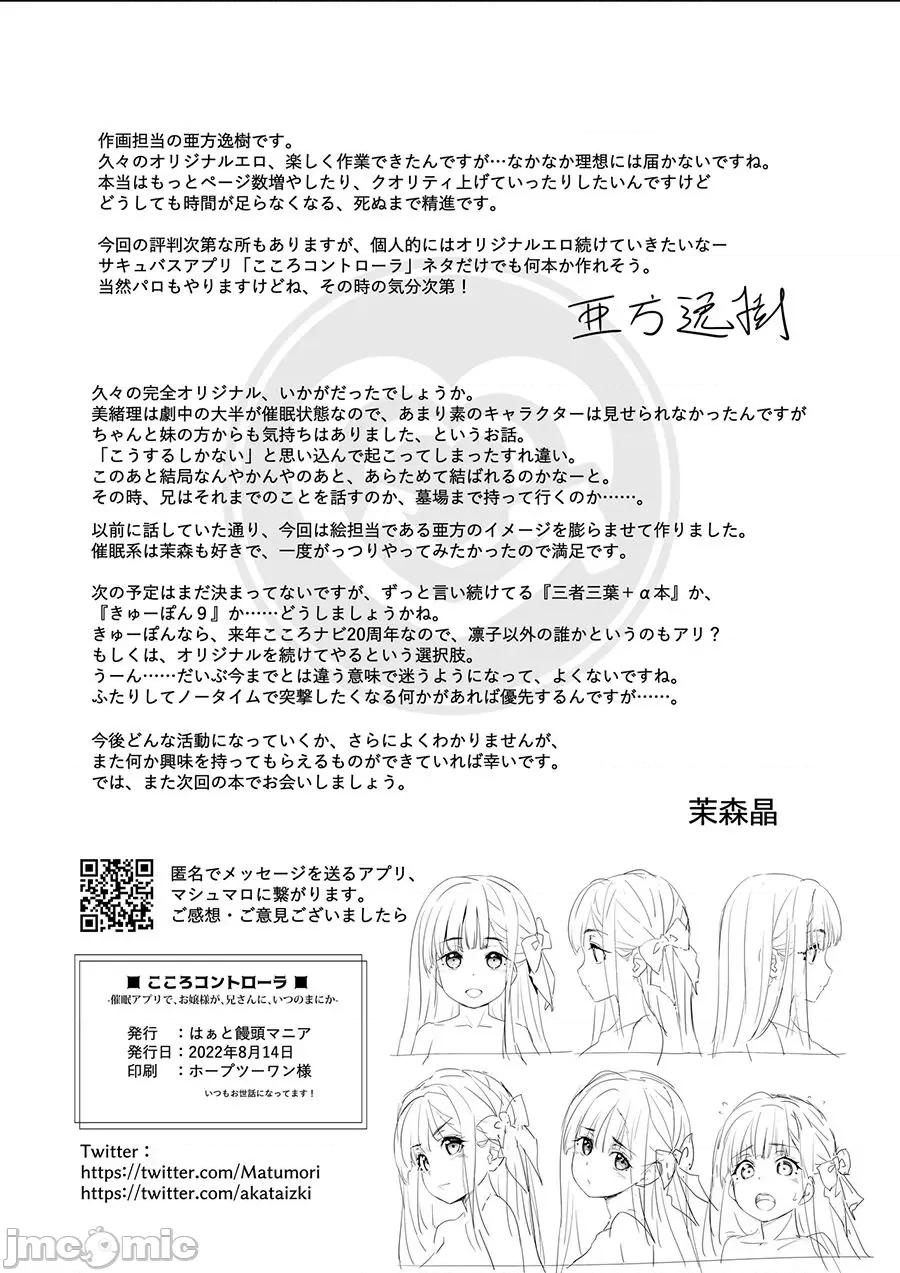 作画担当の亜方逸樹です。
久々のオリジナルエロ、楽しく作業できたんですが…なかなか理想には届かないですね。
本当はもっとページ数増やしたり、クオリティ上げていったりしたいんですけど
どうしても時間が足らなくなる、死ぬまで精進です。
今回の評判次第な所もありますが、個人的にはオリジナルエロ続けていきたいなー
サキュバスアプリ「こころコントローラ」ネタだけでも何本か作れそう。
当然パロもやりますけどね、その時の気分次第！
亜方逸樹
久々の完全オリジナル、いかがだったでしょうか。
美緒理は劇中の大半が催眠状態なので、あまり素のキャラクターは見せられなかったんですが
ちゃんと妹の方からも気持ちはありました、というお話。
「こうするしかない」と思い込んで起こってしまったすれ違い。
このあと結局なんやかんやのあと、あらためて結ばれるのかなーと。
その時、兄はそれまでのことを話すのか、墓場まで持って行くのか……。
以前に話していた通り、今回は絵担当である亜方のイメージを膨らませて作りました。
催眠系は茉森も好きで、一度がっつりやってみたかったので満足です。
次の予定はまだ決まってないですが、ずっと言い続けてる『三者三葉＋α本』か、
『きゅーぽん９』か……どうしましょうかね。
きゅーぽんなら、来年こころナビ20周年なので、凛子以外の誰かというのもアリ？
もしくは、オリジナルを続けてやるという選択肢。
うーん……だいぶ今までとは違う意味で迷うようになって、よくないですね。
ふたりしてノータイムで突撃したくなる何かがあれば優先するんですが……。
今後どんな活動になっていくか、さらによくわかりませんが、
また何か興味を持ってもらえるものができていれば幸いです。
では、また次回の本でお会いしましょう。
茉森晶
匿名でメッセージを送るアプリ、
マシュマロに繋がります。
ご感想・ご意見ございましたら
こころコントローラ
-催眠アプリで、お嬢様が、兄さんに、いつのまにか-
発行　：はぁと饅頭マニア
発行日：2022年8月14日
印刷　：ホープツーワン様
いつもお世話になってます！
Twitter：
https://twitter.com/Matumori
https://twitter.com/akataizki
jmcomic